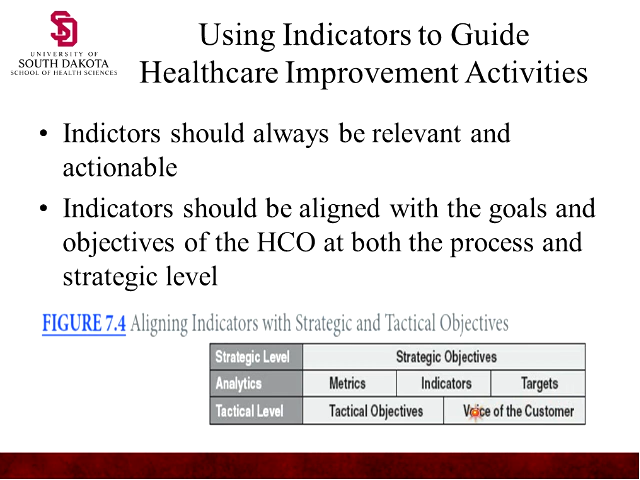 SD
UNIVERSITY OF
SOUTH DAKOTA
SCHOOL OF HEALTH SCIENCES
Using Indicators to Guide
Healthcare Improvement Activities
• Indictors should always be relevant and
actionable
• Indicators should be aligned with the goals and
objectives of the HCO at both the process and
strategic level
FIGURE 7.4 Aligning Indicators with Strategic and Tactical Objectives
Strategic Level Strategic Objectives
Analytics Metrics Indicators Targets
Tactical Level Tactical Objectives Voice of the Customer